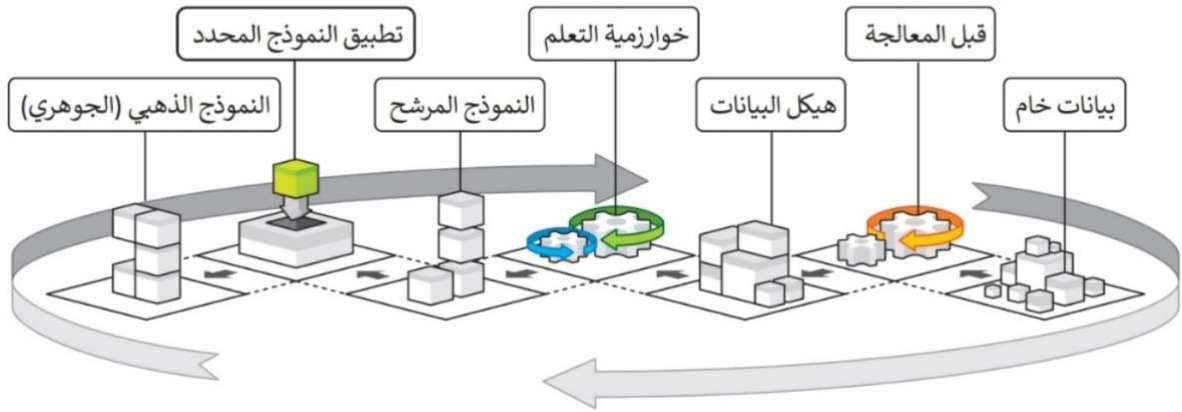 بيانات خام
قبل المعالجة
هيكل البيانات
خوارزمية التعلم
النموذج المرشح
تطبيق النموذج المحدد
النموذج الذهبي (الجوهري)